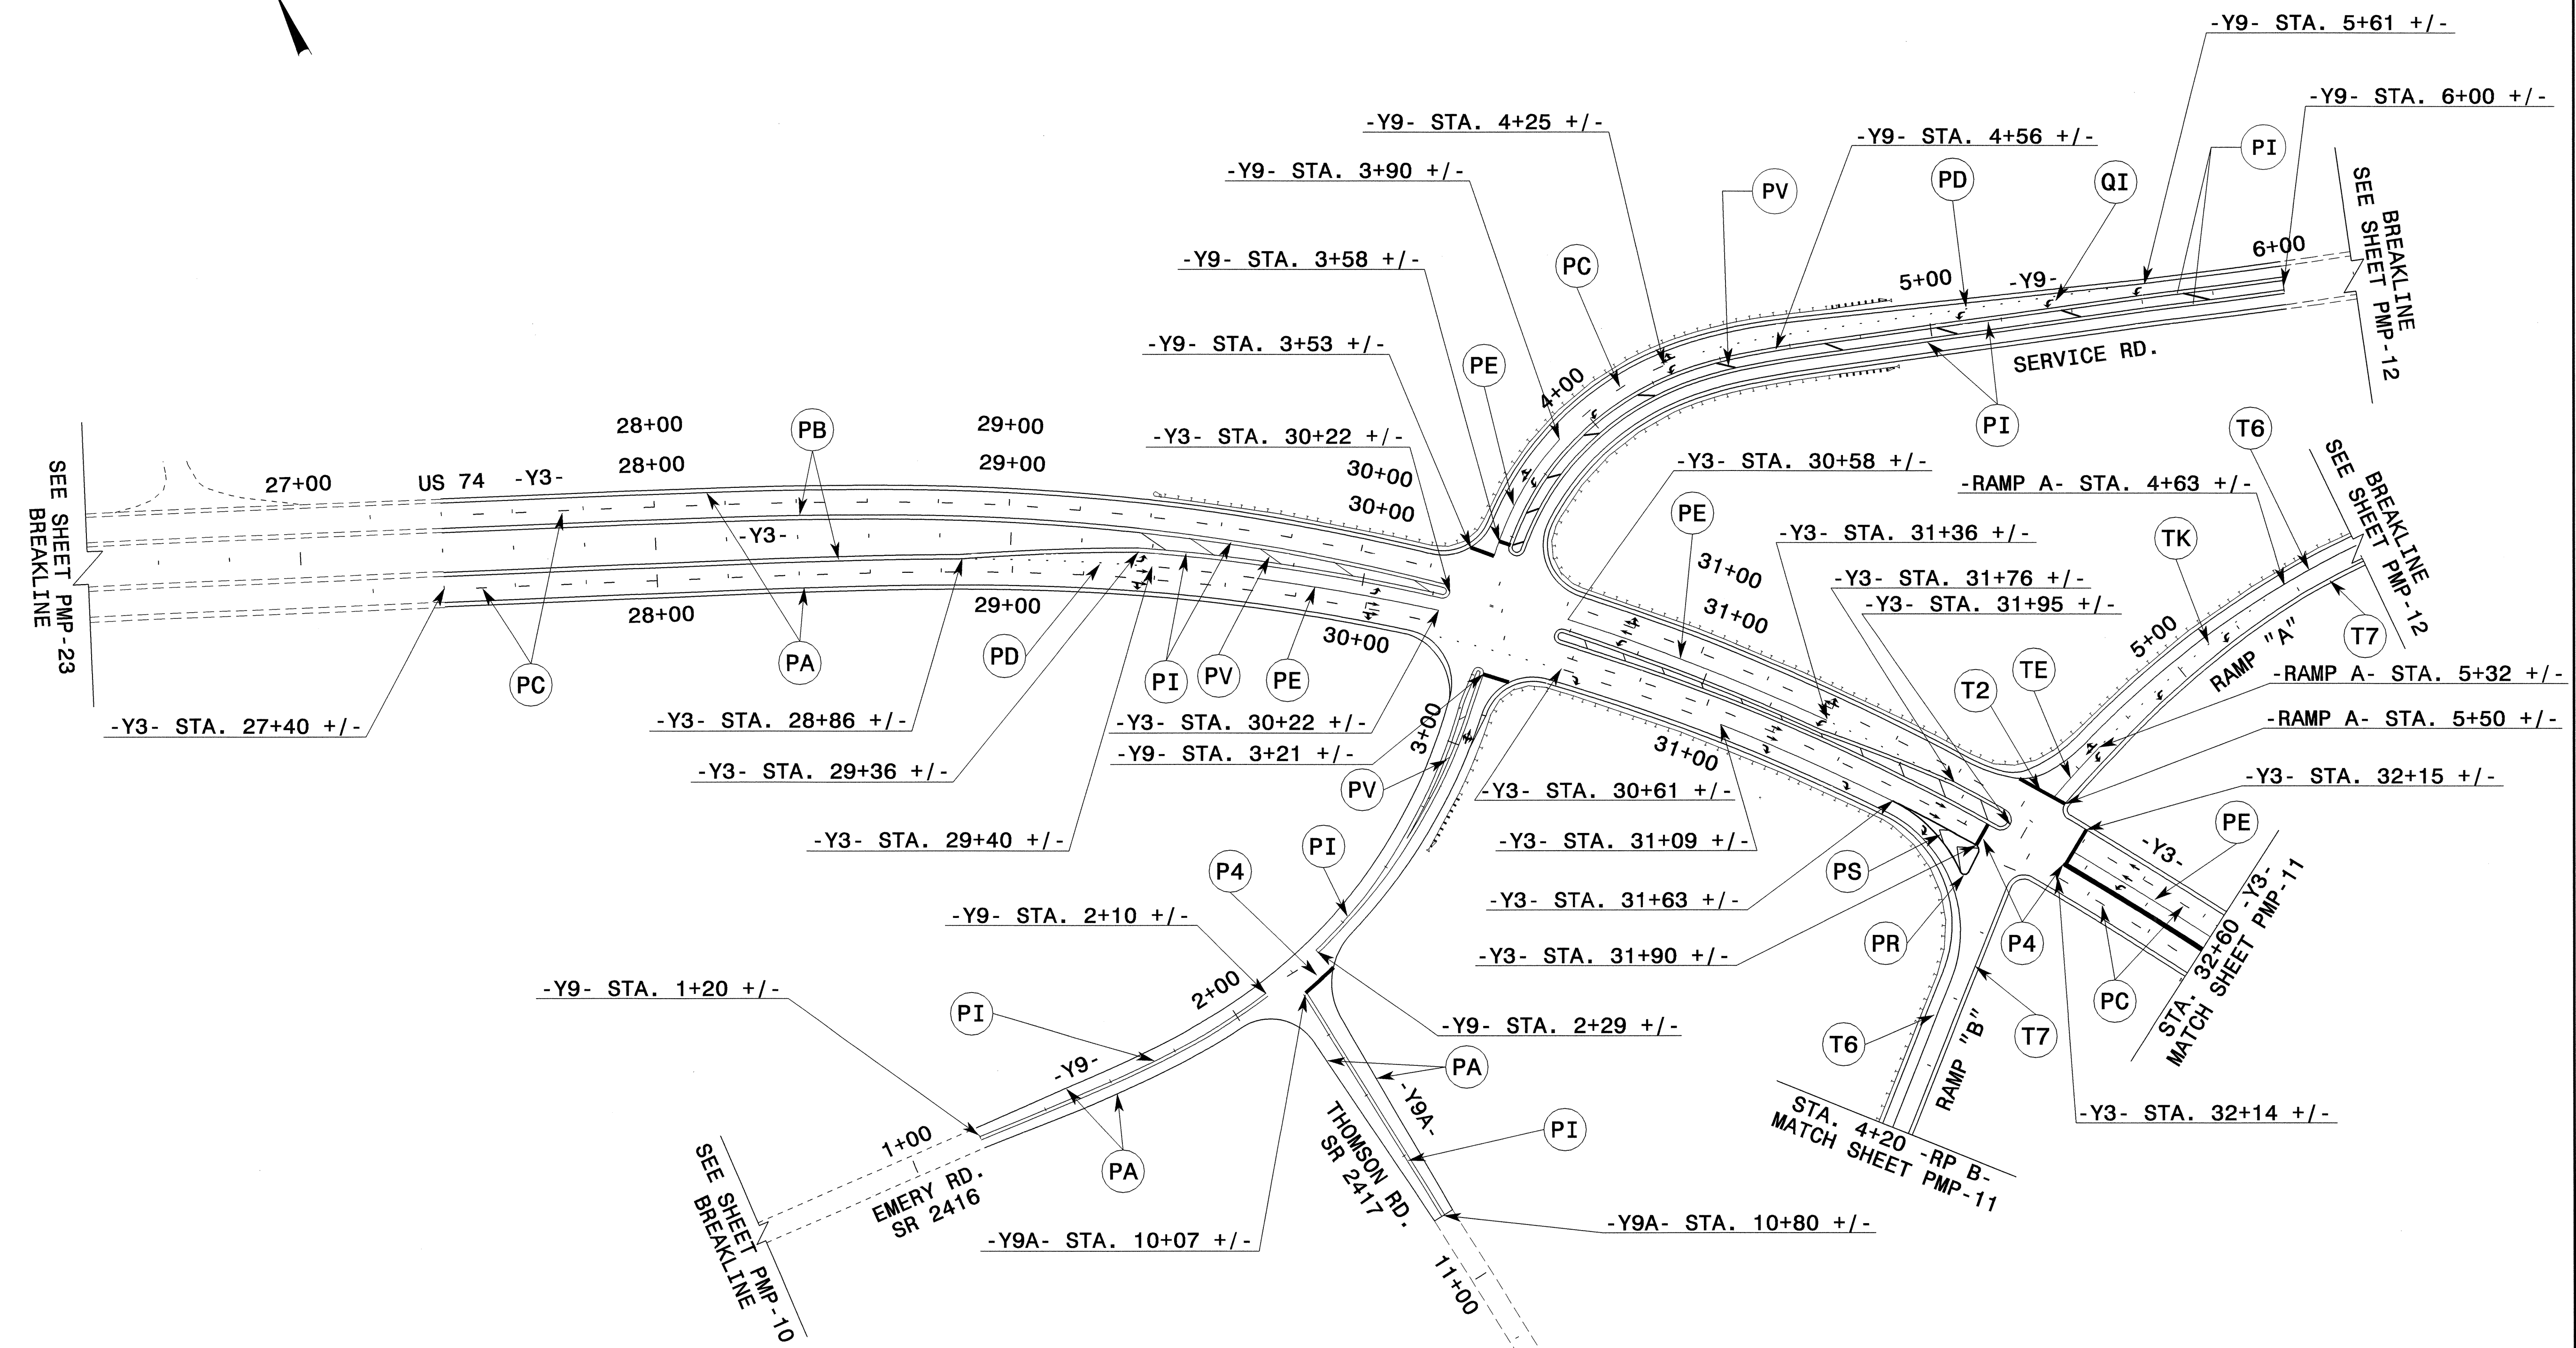 -Y9- STA. 5+61 +/-
-Y9- STA. 6+00 +/-
-Y9- STA. 4+25 +/-
-Y9- STA. 4+56 +/-
PI
-Y9- STA. 3+90 +/-
PV
PD
QI
SEE SHEET PMP-12
BREAKLINE
-Y9- STA. 3+58 +/-
PC
5+00
-Y9-
6+00
-Y9- STA. 3+53 +/-
PE
4+00
SERVICE RD.
PI
-Y3- STA. 30+22 +/-
T6
SEE SHEET PMP-12
BREAKLINE
28+00
29+00
PB
28+00
29+00
30+00
30+00
-Y3- STA. 30+58 +/-
-RAMP A- STA. 4+63 +/-
SEE SHEET PMP-23
BREAKLINE
27+00
US 74
-Y3-
-Y3-
PE
-Y3- STA. 31+36 +/-
TK
31+00
31+00
-Y3- STA. 31+76 +/-
-Y3- STA. 31+95 +/-
28+00
29+00
30+00
5+00
T7
RAMP "A"
PC
PA
PD
PI
PV
PE
T2
TE
-RAMP A- STA. 5+32 +/-
-Y3- STA. 27+40 +/-
-Y3- STA. 28+86 +/-
-Y3- STA. 30+22 +/-
-RAMP A- STA. 5+50 +/-
-Y9- STA. 3+21 +/-
3+00
31+00
-Y3- STA. 29+36 +/-
PV
-Y3- STA. 30+61 +/-
-Y3- STA. 32+15 +/-
-Y3- STA. 29+40 +/-
-Y3- STA. 31+09 +/-
PI
PE
-Y3-
P4
PS
-Y3- STA. 31+63 +/-
-Y9- STA. 2+10 +/-
PR
P4
-Y3- STA. 31+90 +/-
STA. 32+60 -Y3-
MATCH SHEET PMP-11
-Y9- STA. 1+20 +/-
2+00
PC
PI
-Y9- STA. 2+29 +/-
T6
T7
-Y9-
PA
RAMP "B"
-Y9A-
-Y3- STA. 32+14 +/-
1+00
PI
STA. 4+20 -RP B-
MATCH SHEET PMP-11
PA
THOMSON RD.
SR 2417
EMERY RD.
SR 2416
SEE SHEET PMP-10
BREAKLINE
-Y9A- STA. 10+07 +/-
-Y9A- STA. 10+80 +/-
11+00